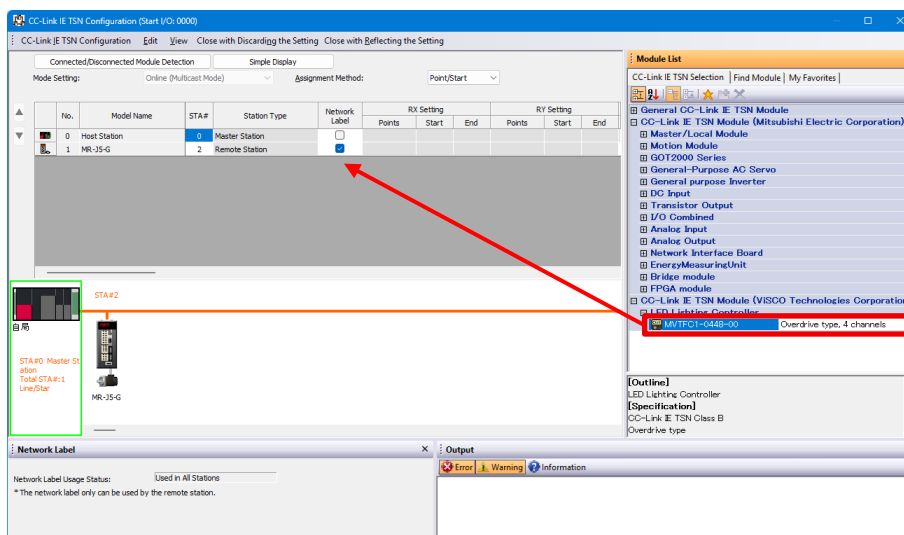 CC-Link IE TSN Configuration (Start I/O: 0000)
CC-Link IE TSN Configuration Edit View Close with Discarding the Setting Close with Reflecting the Setting
Connected/Disconnected Module Detection Simple Display
Mode Setting: Online (Multicast Mode) Assignment Method: Point/Start
No. Model Name STA# Station Type Network Label RX Setting RY Setting
Points Start End Points Start End
0 Host Station 0 Master Station
1 MR-J5-G 2 Remote Station
STA#2
自局
STA#0 Master St
ation
Total STA#:1
Line/Star
MR-J5-G
Module List
CC-Link IE TSN Selection Find Module My Favorites
General CC-Link IE TSN Module
CC-Link IE TSN Module (Mitsubishi Electric Corporation)
Master/Local Module
Motion Module
GOT2000 Series
General-Purpose AC Servo
General purpose Inverter
DC Input
Transistor Output
I/O Combined
Analog Input
Analog Output
Network Interface Board
EnergyMeasuringUnit
Bridge module
FPGA module
CC-Link IE TSN Module (ViSCO Technologies Corporatio
LED Lighting Controller
MVTFC1-0448-00 Overdrive type, 4 channels
[Outline]
LED Lighting Controller
[Specification]
CC-Link IE TSN Class B
Overdrive type
Network Label
Network Label Usage Status: Used in All Stations
* The network label only can be used by the remote station.
Output
Error Warning Information